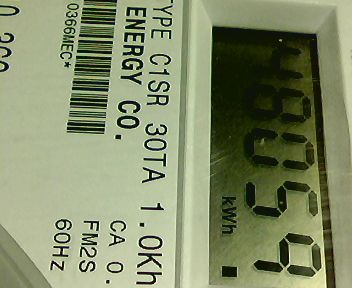 48059
kWh
TYPE C1SR 30TA 1.0Kh
ENERGY CO.
CA 0.
FM2S
60Hz
0366MEC*